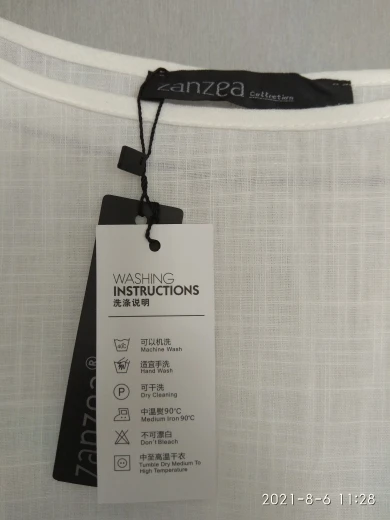 zanzea Collection
WASHING
INSTRUCTIONS
洗涤说明
可以机洗
Machine Wash
适宜手洗
Hand Wash
P
可干洗
Dry Cleaning
中温度90℃
Medium Iron 90℃
不可漂白
Don't Bleach
中至高温干衣
Tumble Dry Medium To
High Temperature
zanzea®
2021-8-6 11:28